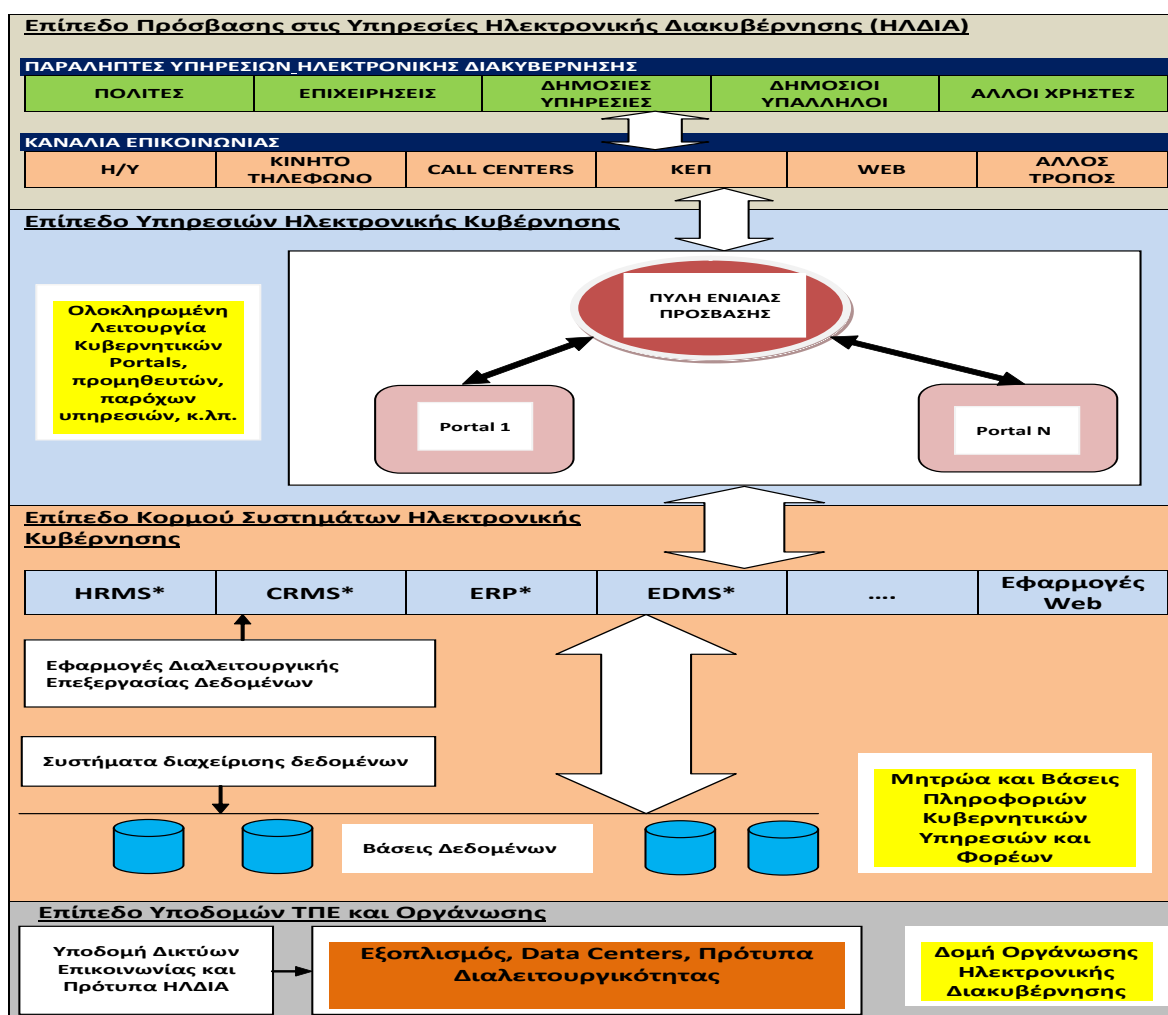 Επίπεδο Πρόσβασης στις Υπηρεσίες Ηλεκτρονικής Διακυβέρνησης (ΗΛΔΙΑ)
ΠΑΡΑΛΗΠΤΕΣ ΥΠΗΡΕΣΙΩΝ ΗΛΕΚΤΡΟΝΙΚΗΣ ΔΙΑΚΥΒΕΡΝΗΣΗΣ
ΠΟΛΙΤΕΣ
ΕΠΙΧΕΙΡΗΣΕΙΣ
ΔΗΜΟΣΙΕΣ
ΥΠΗΡΕΣΙΕΣ
ΔΗΜΟΣΙΟΙ
ΥΠΑΛΛΗΛΟΙ
ΑΛΛΟΙ ΧΡΗΣΤΕΣ
ΚΑΝΑΛΙΑ ΕΠΙΚΟΙΝΩΝΙΑΣ
Η/Υ
ΚΙΝΗΤΟ
ΤΗΛΕΦΩΝΟ
CALL CENTERS
ΚΕΠ
WEB
ΑΛΛΟΣ
ΤΡΟΠΟΣ
Επίπεδο Υπηρεσιών Ηλεκτρονικής Κυβέρνησης
Ολοκληρωμένη
Λειτουργία
Κυβερνητικών
Portals,
προμηθευτών,
παρόχων
υπηρεσιών, κ.λπ.
ΠΥΛΗ ΕΝΙΑΙΑΣ
ΠΡΟΣΒΑΣΗΣ
Portal 1
Portal N
Επίπεδο Κορμού Συστημάτων Ηλεκτρονικής
Κυβέρνησης
HRMS*
CRMS*
ERP*
EDMS*
....
Εφαρμογές
Web
Εφαρμογές Διαλειτουργικής
Επεξεργασίας Δεδομένων
Συστήματα διαχείρισης δεδομένων
Βάσεις Δεδομένων
Μητρώα και Βάσεις
Πληροφοριών
Κυβερνητικών
Υπηρεσιών και
Φορέων
Επίπεδο Υποδομών ΤΠΕ και Οργάνωσης
Υποδομή Δικτύων
Επικοινωνίας και
Πρότυπα ΗΛΔΙΑ
Εξοπλισμός, Data Centers, Πρότυπα
Διαλειτουργικότητας
Δομή Οργάνωσης
Ηλεκτρονικής
Διακυβέρνησης